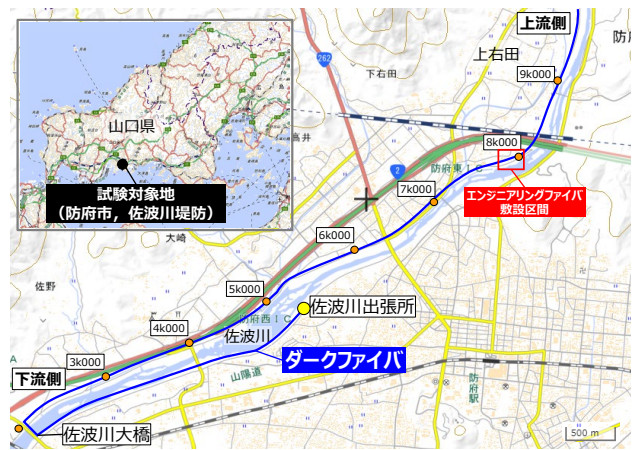 上流側
防府
上右田
下右田
262
9k000
山口県
高井
8k000
2
防府東IC
試験対象地
(防府市，佐波川堤防)
エンジニアリングファイバ
敷設区間
7k000
6k000
大崎
佐野
5k000
防府西IC
佐波川出張所
4k000
佐波川
ダークファイバ
3k000
山陽道
下流側
防府駅
佐波川大橋
500 m